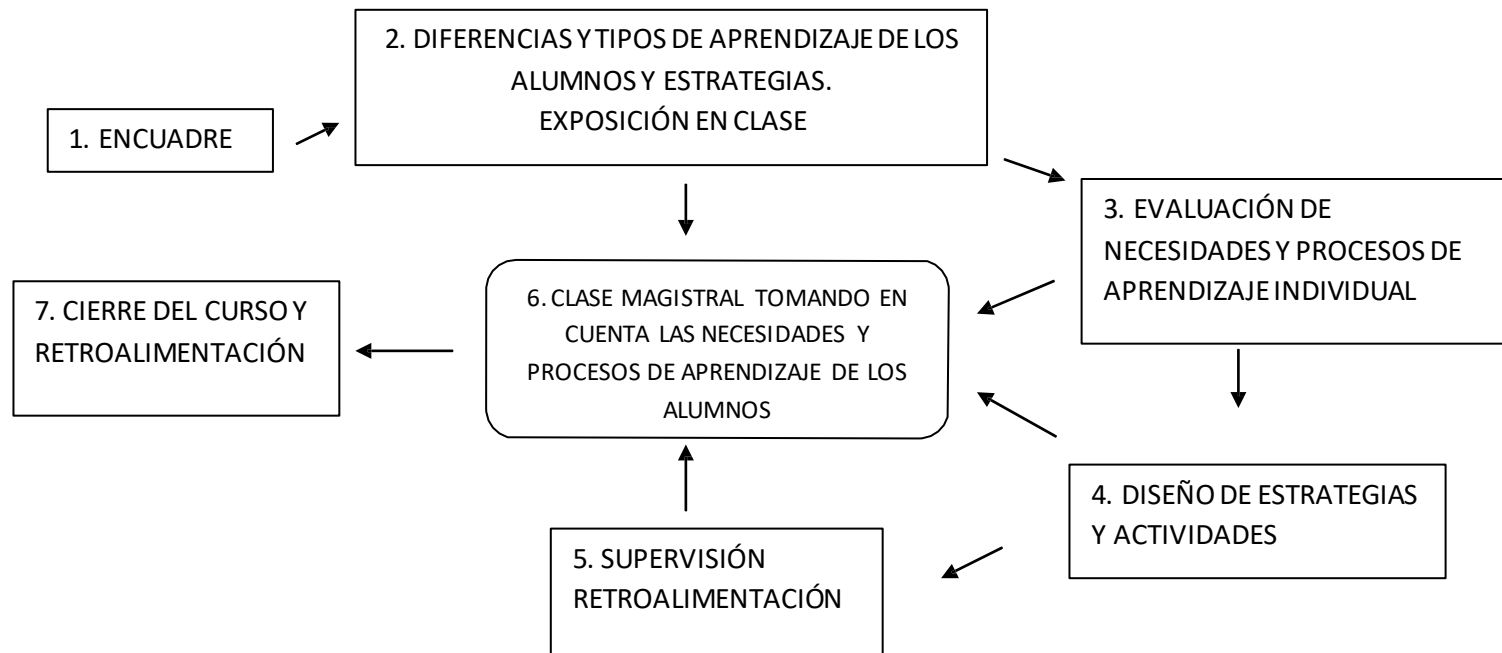 1. ENCUADRE
2. DIFERENCIAS Y TIPOS DE APRENDIZAJE DE LOS
ALUMNOS Y ESTRATEGIAS.
EXPOSICIÓN EN CLASE
3. EVALUACIÓN DE
NECESIDADES Y PROCESOS DE
APRENDIZAJE INDIVIDUAL
4. DISEÑO DE ESTRATEGIAS
Y ACTIVIDADES
5. SUPERVISIÓN
RETROALIMENTACIÓN
6. CLASE MAGISTRAL TOMANDO EN
CUENTA LAS NECESIDADES Y
PROCESOS DE APRENDIZAJE DE LOS
ALUMNOS
7. CIERRE DEL CURSO Y
RETROALIMENTACIÓN